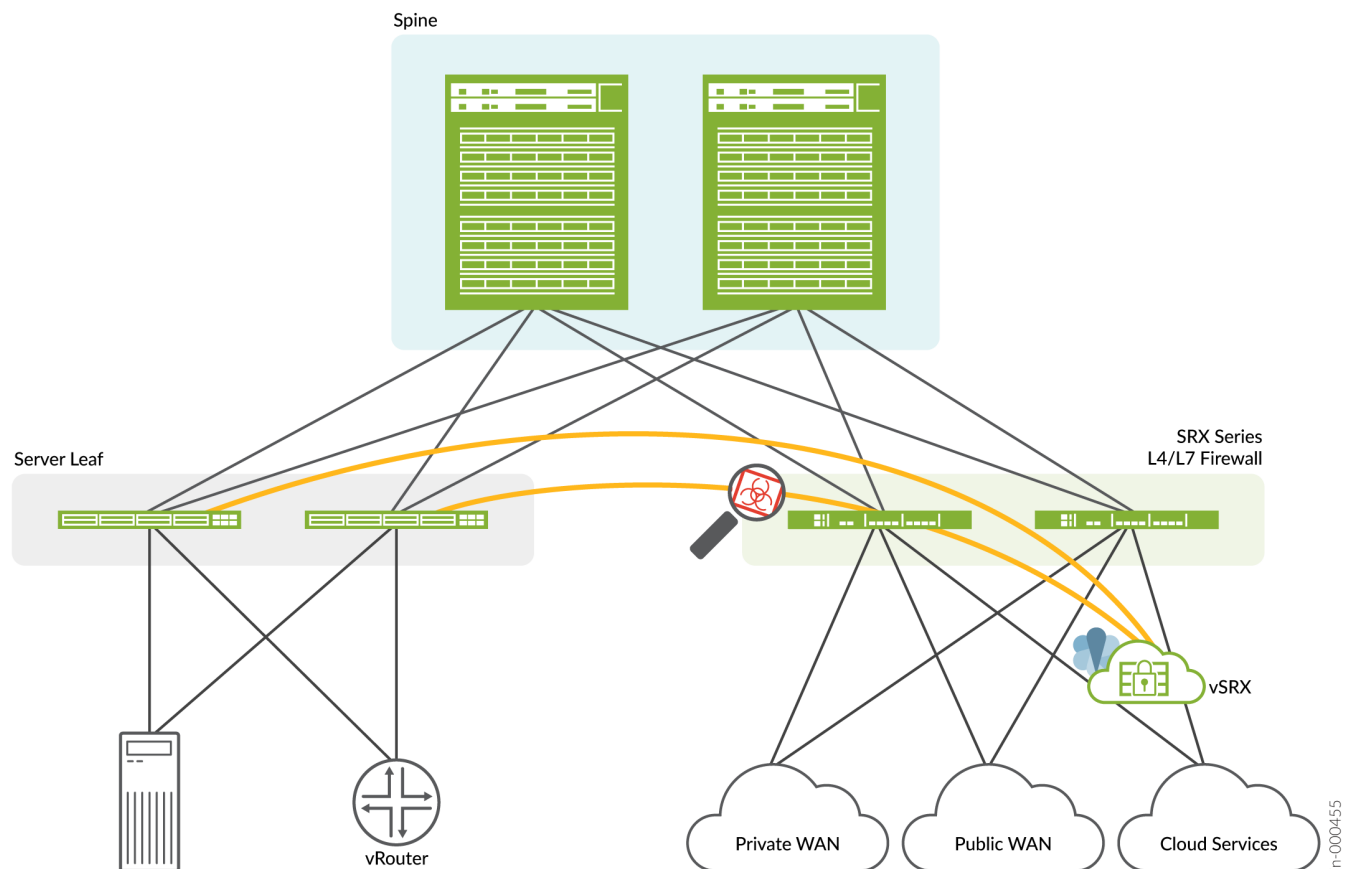 Spine
Server Leaf
SRX Series
L4/L7 Firewall
vSRX
vRouter
Private WAN
Public WAN
Cloud Services
n-000455